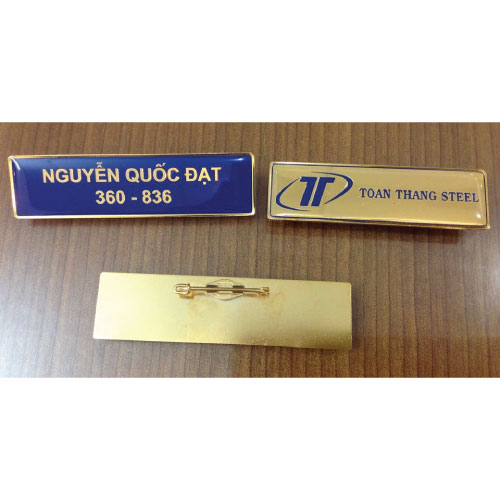 NGUYỄN QUỐC ĐẠT
360 - 836
TT TOAN THANG STEEL